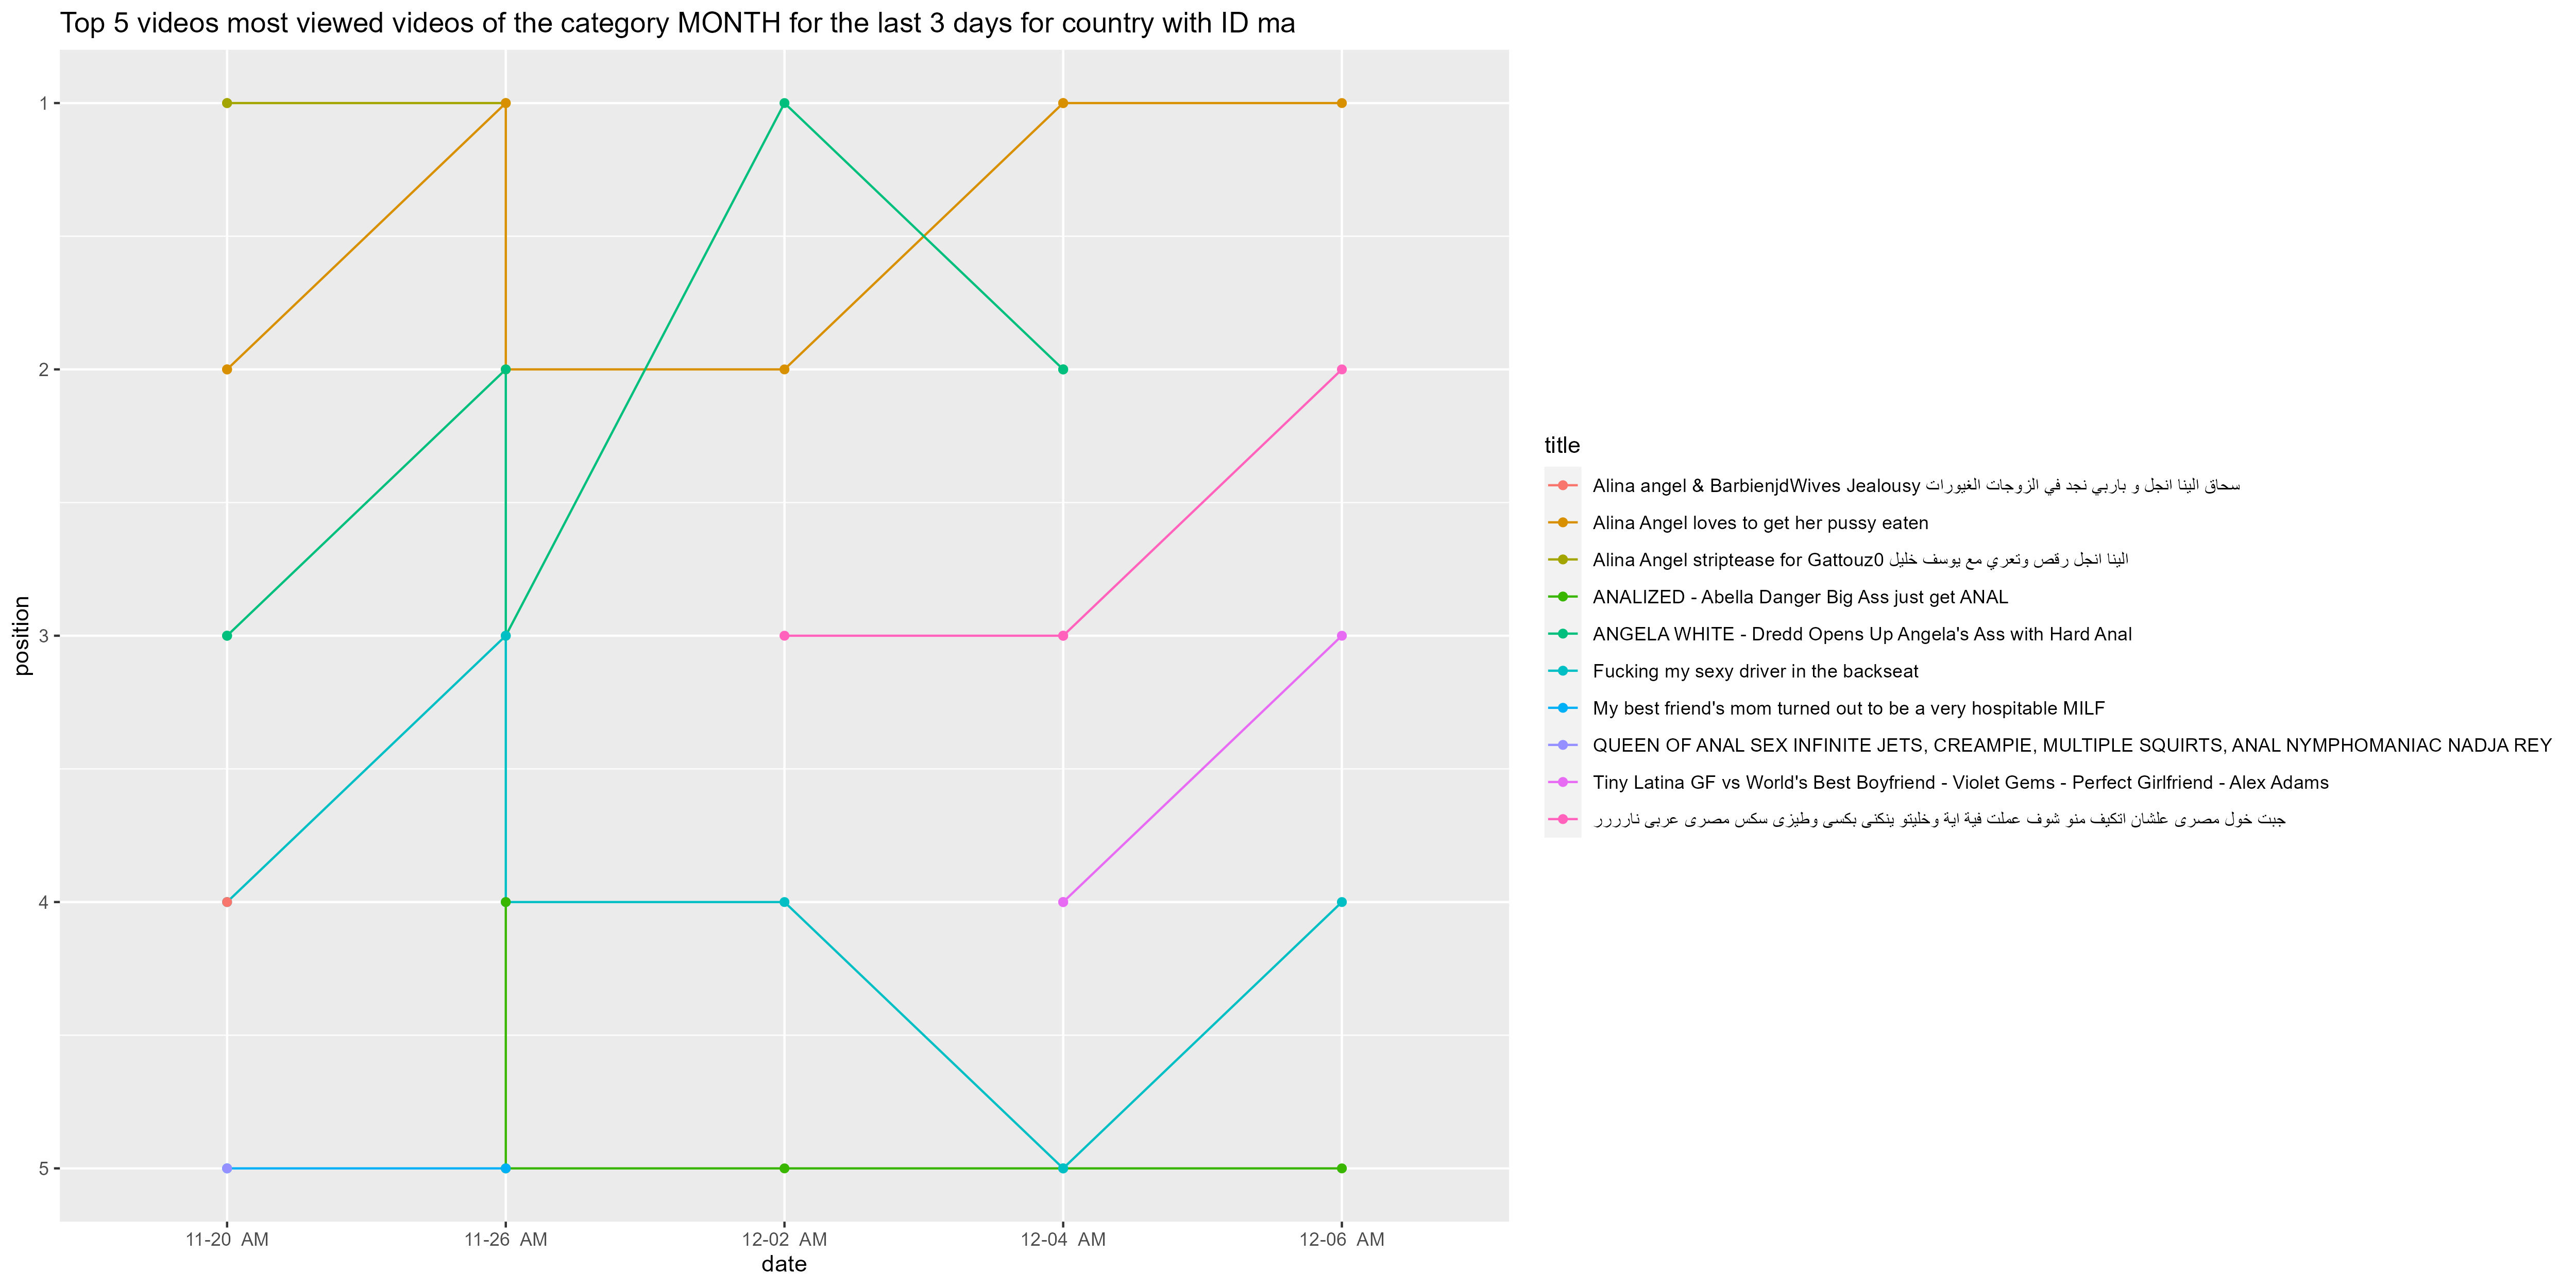 Top 5 videos most viewed videos of the category MONTH for the last 3 days for country with ID ma
1
2
3
4
5
position
11-20 AM
11-26 AM
12-02 AM
12-04 AM
12-06 AM
date
title
Alina angel & BarbienjdWives Jealousy سحاق الينا انجل و باربي نجد في الزوجات الغيورات
Alina Angel loves to get her pussy eaten
Alina Angel striptease for Gattouz0 الينا انجل رقص وتعري مع يوسف خليل
ANALIZED - Abella Danger Big Ass just get ANAL
ANGELA WHITE - Dredd Opens Up Angela's Ass with Hard Anal
Fucking my sexy driver in the backseat
My best friend's mom turned out to be a very hospitable MILF
QUEEN OF ANAL SEX INFINITE JETS, CREAMPIE, MULTIPLE SQUIRTS, ANAL NYMPHOMANIAC NADJA REY
Tiny Latina GF vs World's Best Boyfriend - Violet Gems - Perfect Girlfriend - Alex Adams
جبت خول مصرى علشان اتكيف منو شوف عملت فية اية وخليتو ينكنى بكسى وطيزى سكس مصرى عربى نارررر